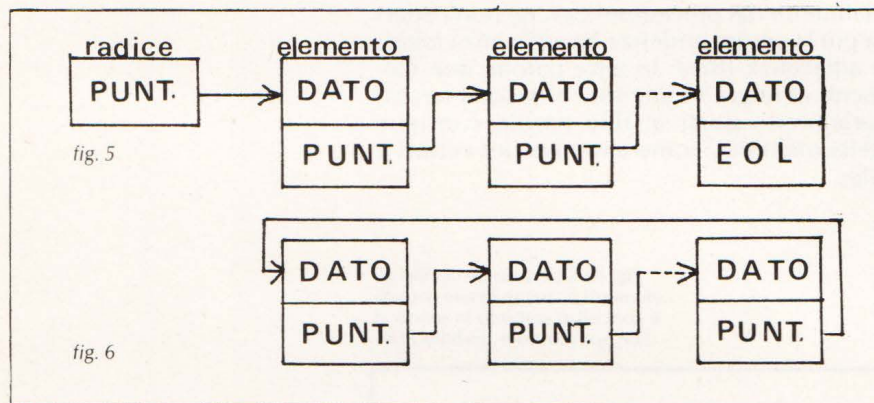 radice elemento elemento elemento
PUNT. DATO DATO DATO
PUNT. PUNT. EOL
fig. 5
DATO DATO DATO
PUNT. PUNT. PUNT.
fig. 6